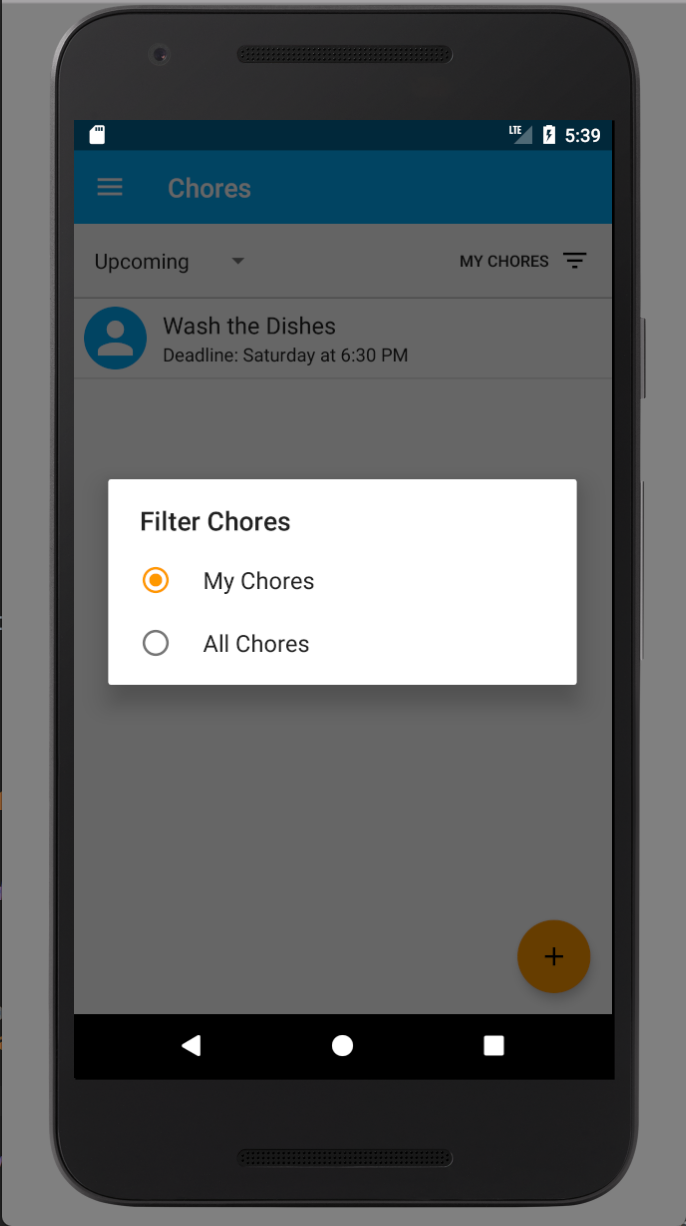 LTE 5:39
Chores
Upcoming MY CHORES
Wash the Dishes
Deadline: Saturday at 6:30 PM
Filter Chores
My Chores
All Chores